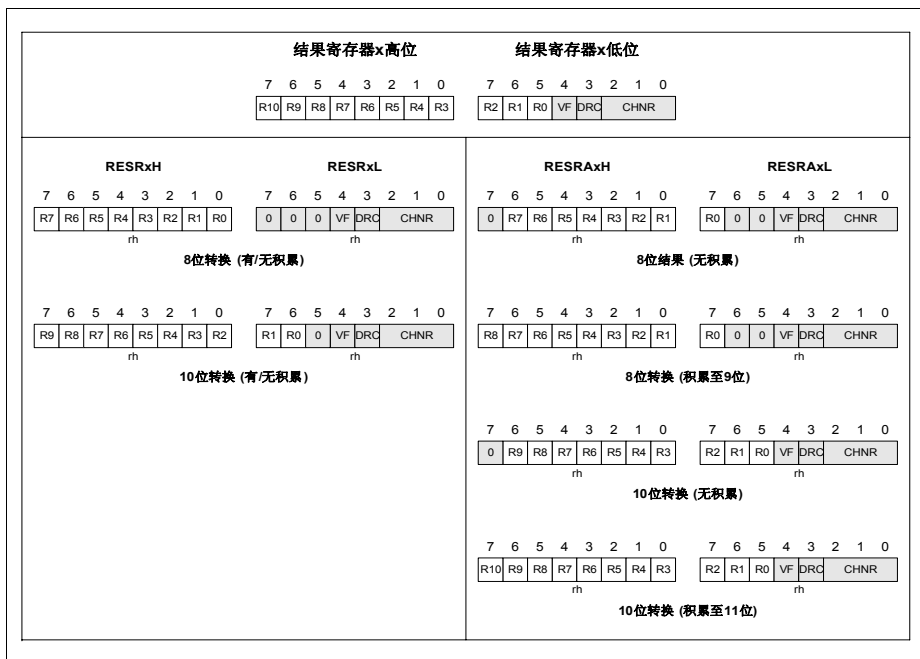 结果寄存器x高位 结果寄存器x低位
7 6 5 4 3 2 1 0 7 6 5 4 3 2 1 0
R10 R9 R8 R7 R6 R5 R4 R3 R2 R1 R0 VF DRC CHNR
RESRxH RESRxL
7 6 5 4 3 2 1 0 7 6 5 4 3 2 1 0
R7 R6 R5 R4 R3 R2 R1 R0 0 0 0 VF DRC CHNR
rh rh
8位转换 (有/无积累)
7 6 5 4 3 2 1 0 7 6 5 4 3 2 1 0
R9 R8 R7 R6 R5 R4 R3 R2 R1 R0 0 VF DRC CHNR
rh rh
10位转换 (有/无积累)
RESRAxH RESRAxL
7 6 5 4 3 2 1 0 7 6 5 4 3 2 1 0
0 R7 R6 R5 R4 R3 R2 R1 R0 0 0 VF DRC CHNR
rh rh
8位结果 (无积累)
7 6 5 4 3 2 1 0 7 6 5 4 3 2 1 0
R8 R7 R6 R5 R4 R3 R2 R1 R0 0 0 VF DRC CHNR
rh rh
8位转换 (积累至9位)
7 6 5 4 3 2 1 0 7 6 5 4 3 2 1 0
0 R9 R8 R7 R6 R5 R4 R3 R2 R1 R0 VF DRC CHNR
rh rh
10位转换 (无积累)
7 6 5 4 3 2 1 0 7 6 5 4 3 2 1 0
R10 R9 R8 R7 R6 R5 R4 R3 R2 R1 R0 VF DRC CHNR
rh rh
10位转换 (积累至11位)